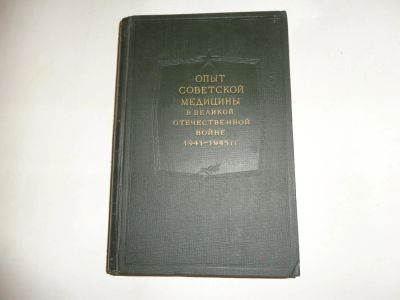 ОПЫТ
СОВЕТСКОЙ
МЕДИЦИНЫ
В ВЕЛИКОЙ
ОТЕЧЕСТВЕННОЙ
ВОЙНЕ
1941-1945 гг